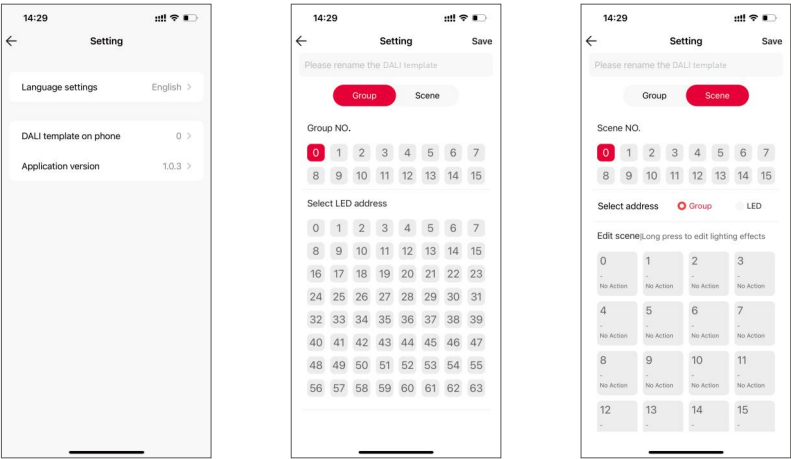 14:29
Setting
Language settings English >
DALI template on phone 0 >
Application version 1.0.3 >
14:29
Setting Save
Please rename the DALI template
Group Scene
Group NO.
0 1 2 3 4 5 6 7
8 9 10 11 12 13 14 15
Select LED address
0 1 2 3 4 5 6 7
8 9 10 11 12 13 14 15
16 17 18 19 20 21 22 23
24 25 26 27 28 29 30 31
32 33 34 35 36 37 38 39
40 41 42 43 44 45 46 47
48 49 50 51 52 53 54 55
56 57 58 59 60 61 62 63
14:29
Setting Save
Please rename the DALI template
Group Scene
Scene NO.
0 1 2 3 4 5 6 7
8 9 10 11 12 13 14 15
Select address Group LED
Edit scene|Long press to edit lighting effects
0 1 2 3
- - - -
No Action No Action No Action No Action
4 5 6 7
- - - -
No Action No Action No Action No Action
8 9 10 11
- - - -
No Action No Action No Action No Action
12 13 14 15
- - - -